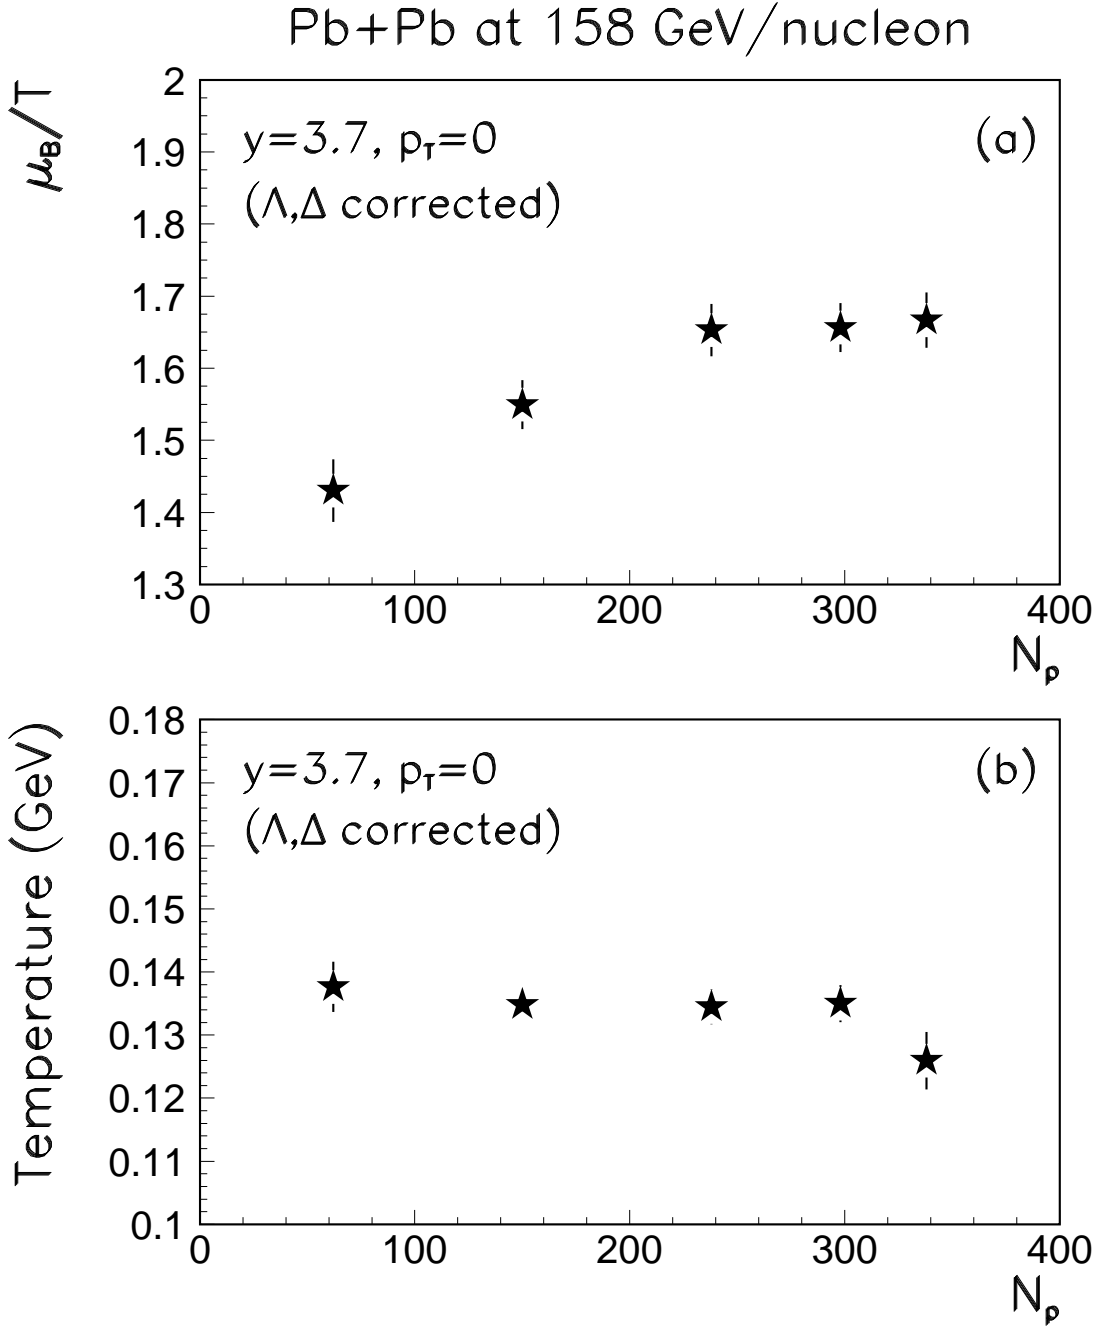 Pb+Pb at 158 GeV/nucleon
μB/T
2
1.9
1.8
1.7
1.6
1.5
1.4
1.3
y=3.7, pT=0
(Λ,Δ corrected)
(a)
0 100 200 300 400
Np
Temperature (GeV)
0.18
0.17
0.16
0.15
0.14
0.13
0.12
0.11
0.1
y=3.7, pT=0
(Λ,Δ corrected)
(b)
0 100 200 300 400
Np